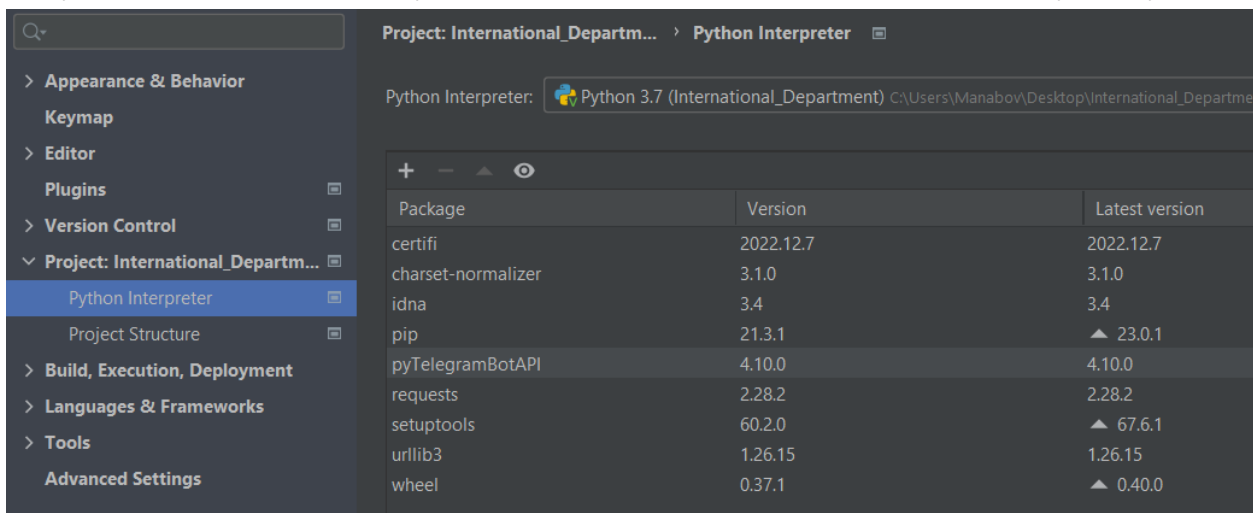 Project: International_Departm... › Python Interpreter
Appearance & Behavior
Keymap
Editor
Plugins
Version Control
Project: International_Departm...
Python Interpreter
Project Structure
Build, Execution, Deployment
Languages & Frameworks
Tools
Advanced Settings
Python Interpreter: Python 3.7 (International_Department) C:\Users\Manabov\Desktop\International_Departme
Package Version Latest version
certifi 2022.12.7 2022.12.7
charset-normalizer 3.1.0 3.1.0
idna 3.4 3.4
pip 21.3.1 23.0.1
pyTelegramBotAPI 4.10.0 4.10.0
requests 2.28.2 2.28.2
setuptools 60.2.0 67.6.1
urllib3 1.26.15 1.26.15
wheel 0.37.1 0.40.0